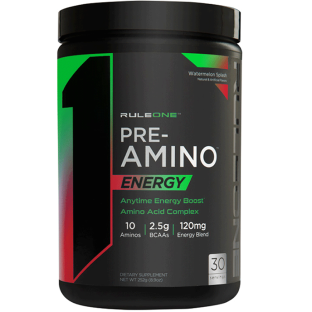 Watermelon Splash
RULEONE
PRE-
AMINO
ENERGY
Anytime Energy Boost
Amino Acid Complex
10
Aminos
2.5g
BCAAs
120mg
Energy Blend
30
DIETARY SUPPLEMENT